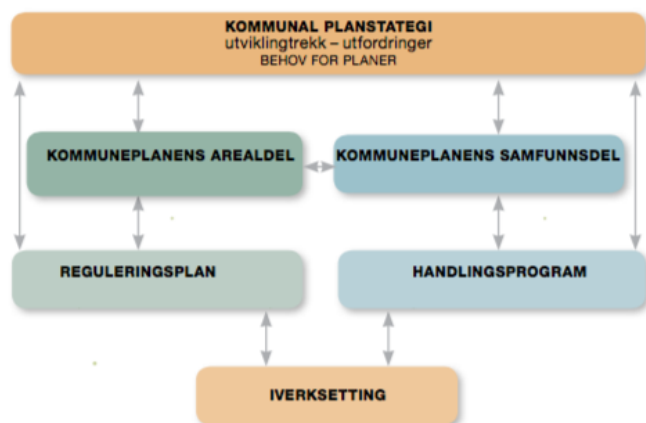 KOMMUNAL PLANSTATEGI
utviklingtrekk – utfordringer
BEHOV FOR PLANER
KOMMUNEPLANENS AREALDEL
KOMMUNEPLANENS SAMFUNNSDEL
REGULERINGSPLAN
HANDLINGSPROGRAM
IVERKSETTING